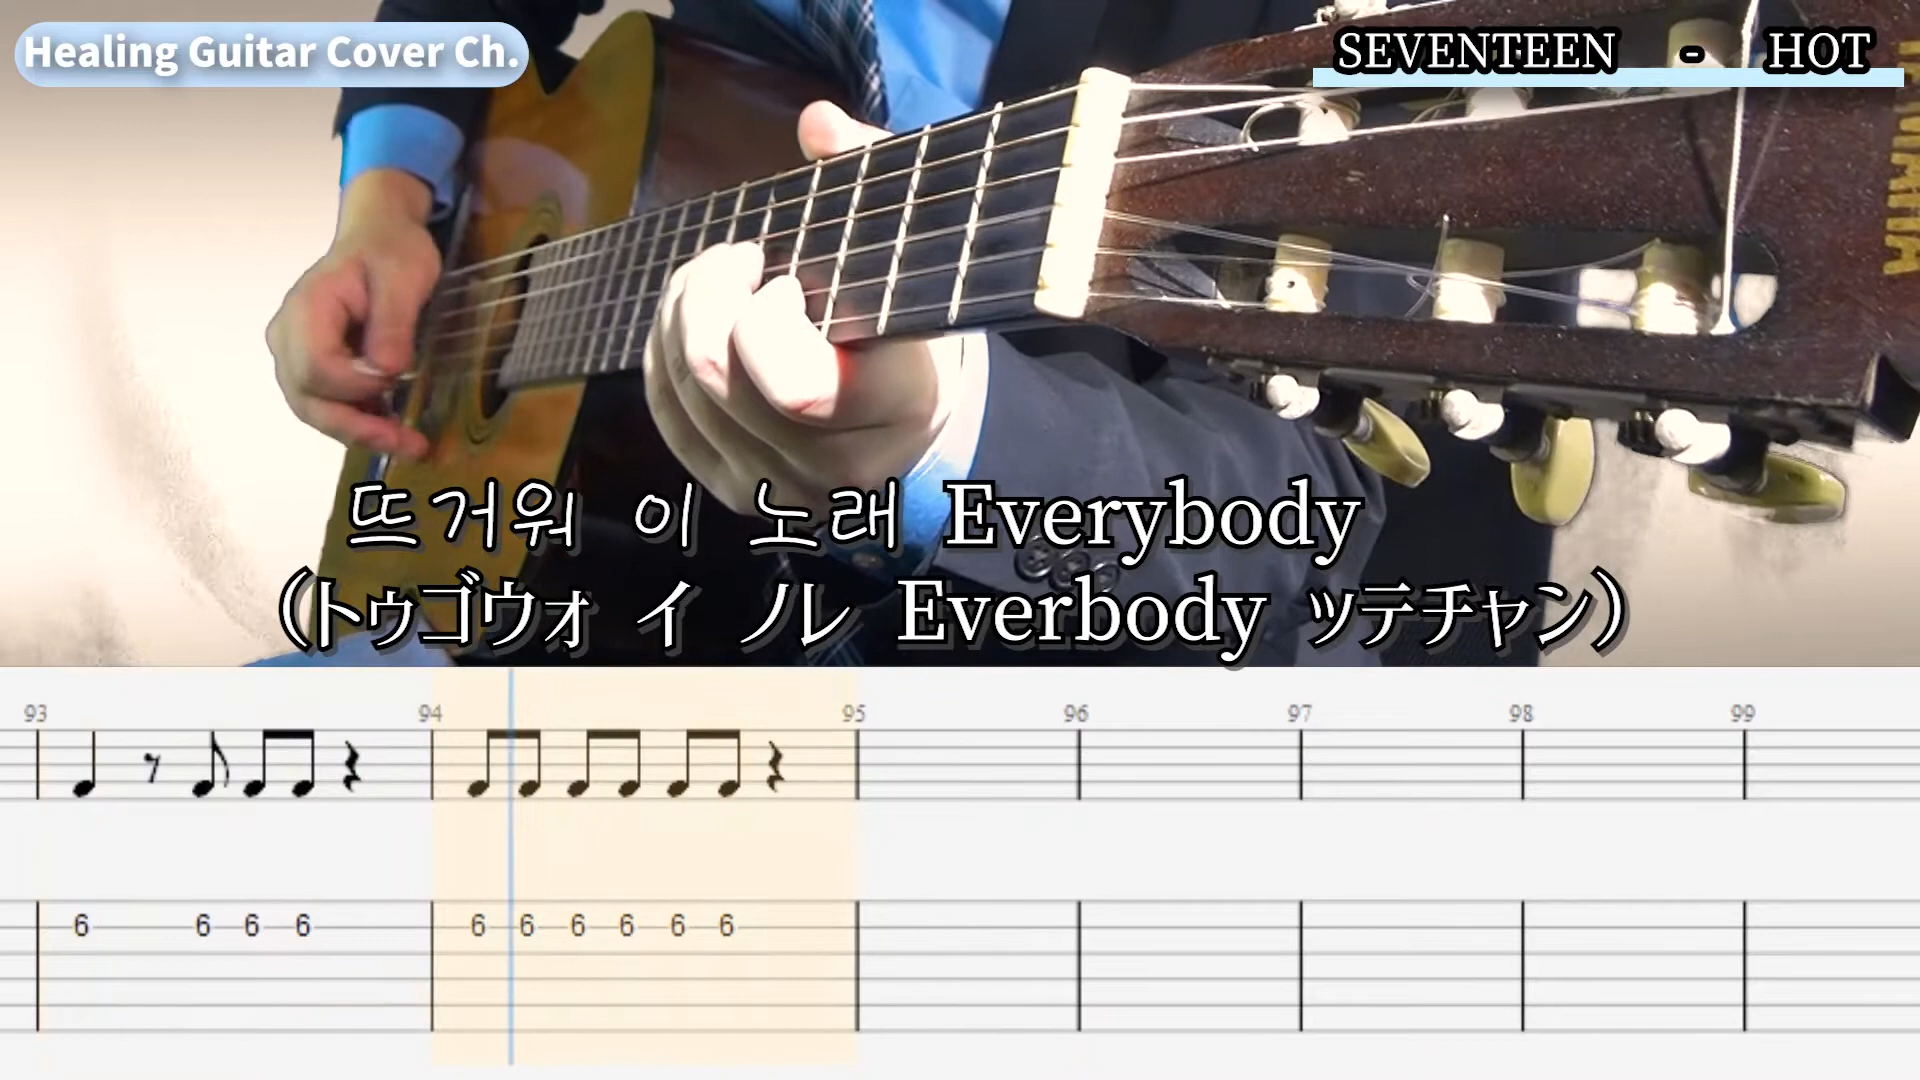 Healing Guitar Cover Ch.
SEVENTEEN - HOT
뜨거워 이 노래 Everybody
(トゥゴウォ イ ノレ Everbody ッテチャン)
93 94 95 96 97 98 99
6 6 6 6 6 6 6 6 6 6